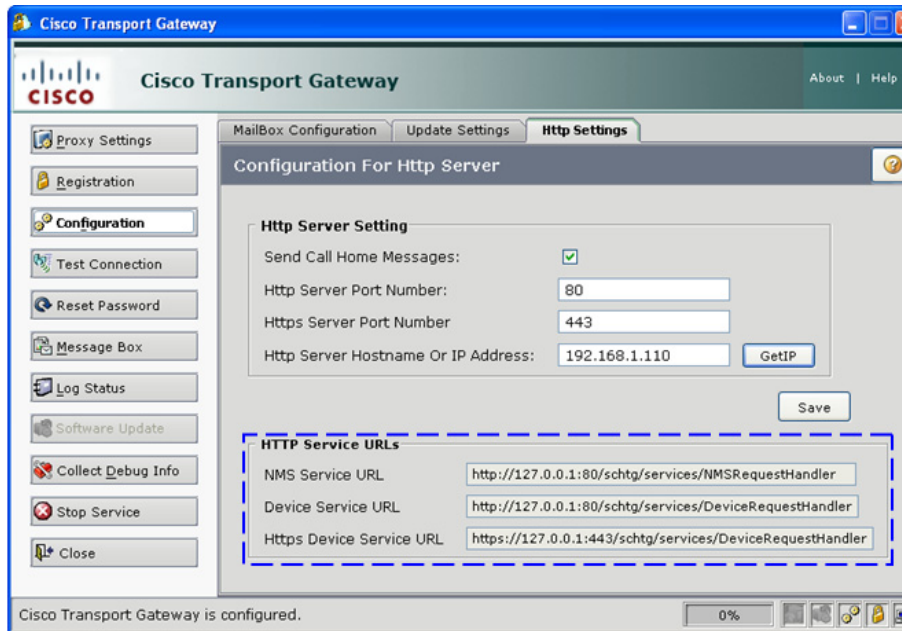 Cisco Transport Gateway
CISCO
Cisco Transport Gateway
About | Help
Proxy Settings
Registration
Configuration
Test Connection
Reset Password
Message Box
Log Status
Software Update
Collect Debug Info
Stop Service
Close
MailBox Configuration Update Settings Http Settings
Configuration For Http Server
Http Server Setting
Send Call Home Messages:
Http Server Port Number: 80
Https Server Port Number 443
Http Server Hostname Or IP Address: 192.168.1.110 GetIP
Save
HTTP Service URLs
NMS Service URL http://127.0.0.1:80/schtg/services/NMSRequestHandler
Device Service URL http://127.0.0.1:80/schtg/services/DeviceRequestHandler
Https Device Service URL https://127.0.0.1:443/schtg/services/DeviceRequestHandler
Cisco Transport Gateway is configured. 0%